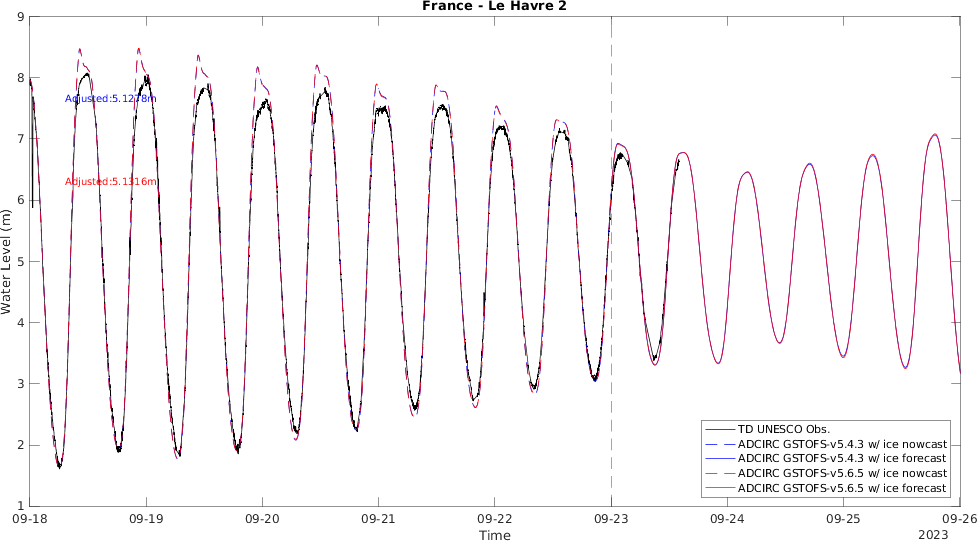 France - Le Havre 2
9
8
Adjusted:5.1278m
7
Adjusted:5.1316m
6
5
4
3
2
1
Water Level (m)
TD UNESCO Obs.
ADCIRC GSTOFS-v5.4.3 w/ ice nowcast
ADCIRC GSTOFS-v5.4.3 w/ ice forecast
ADCIRC GSTOFS-v5.6.5 w/ ice nowcast
ADCIRC GSTOFS-v5.6.5 w/ ice forecast
09-18 09-19 09-20 09-21 09-22 09-23 09-24 09-25 09-26
Time
2023